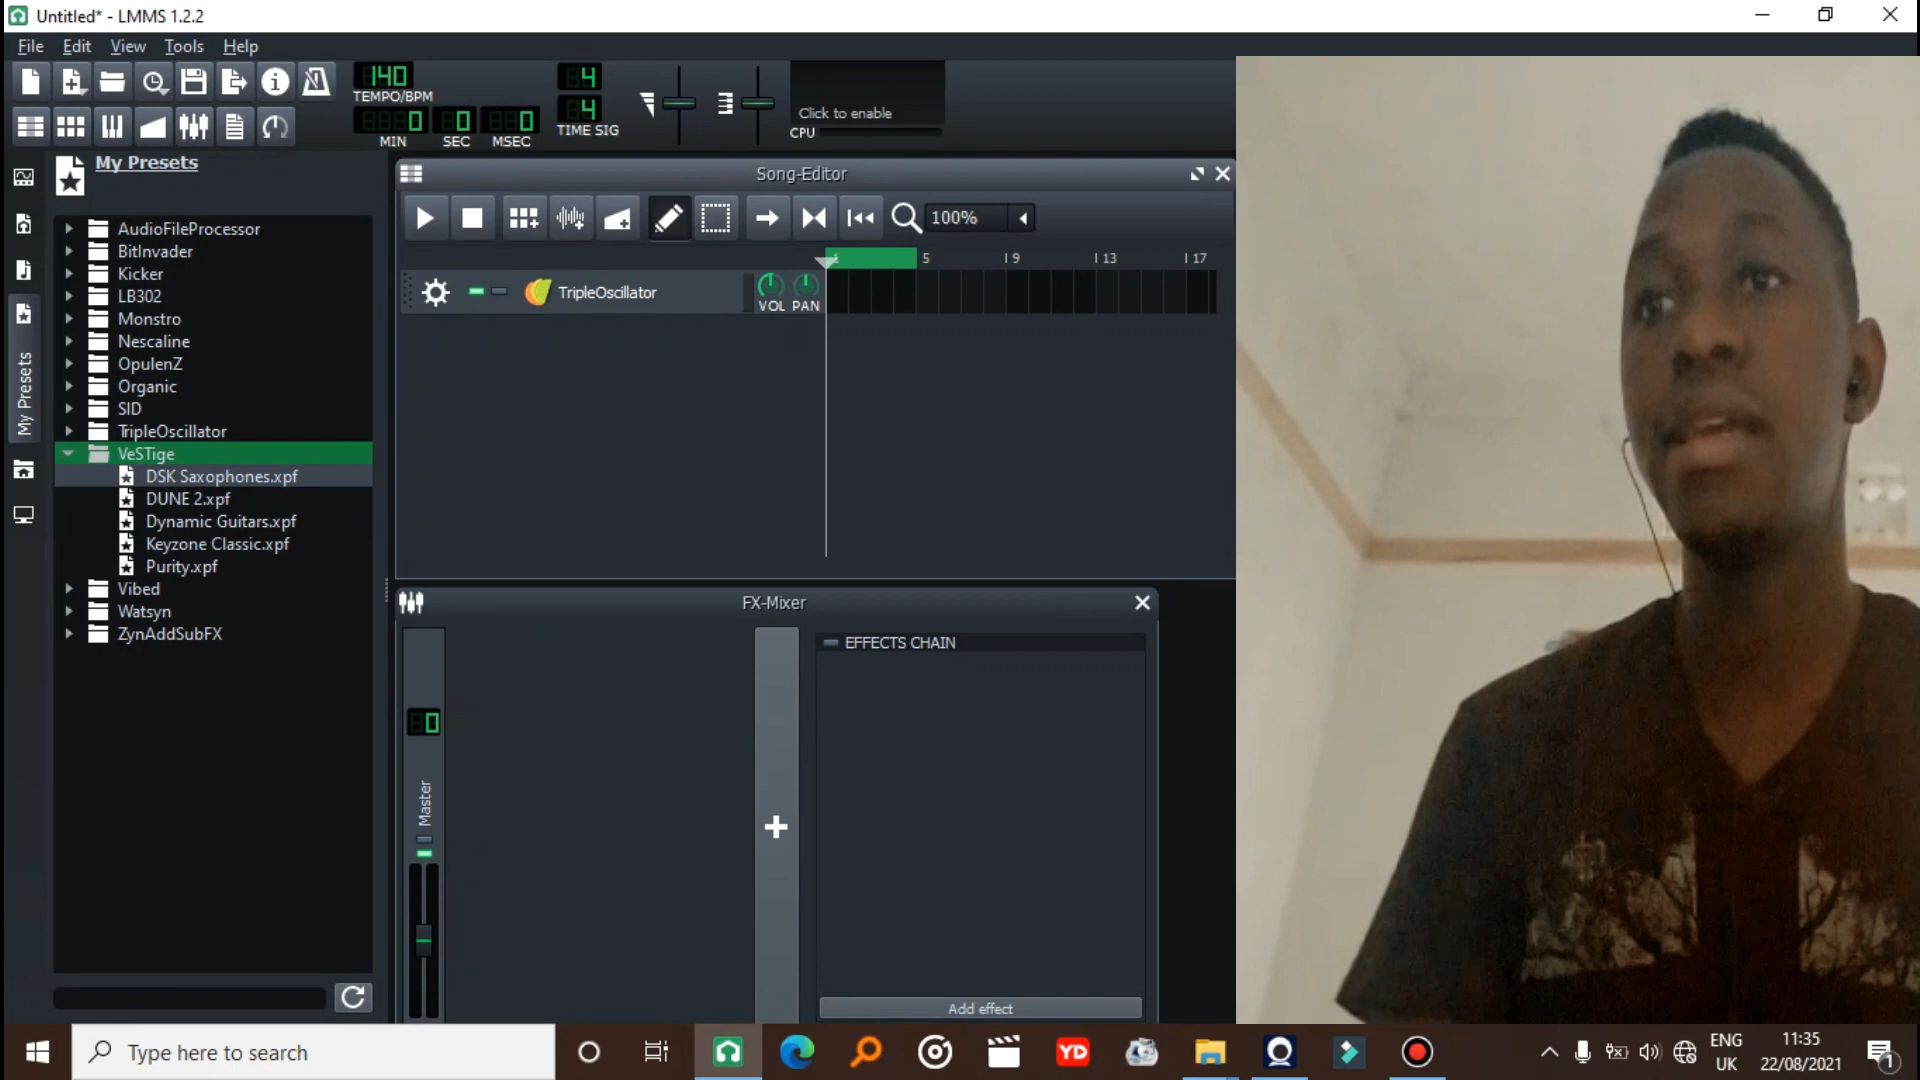 Untitled* - LMMS 1.2.2
File Edit View Tools Help
140
TEMPO/BPM
0 0 0
MIN SEC MSEC
4
4
TIME SIG
Click to enable
CPU
My Presets
My Presets
AudioFileProcessor
BitInvader
Kicker
LB302
Monstro
Nescaline
OpulenZ
Organic
SID
TripleOscillator
VeSTige
DSK Saxophones.xpf
DUNE 2.xpf
Dynamic Guitars.xpf
Keyzone Classic.xpf
Purity.xpf
Vibed
Watsyn
ZynAddSubFX
Song-Editor
100%
5 9 13 17
TripleOscillator
VOL PAN
FX-Mixer
0
Master
EFFECTS CHAIN
Add effect
Type here to search
YD
ENG
UK
11:35
22/08/2021
1